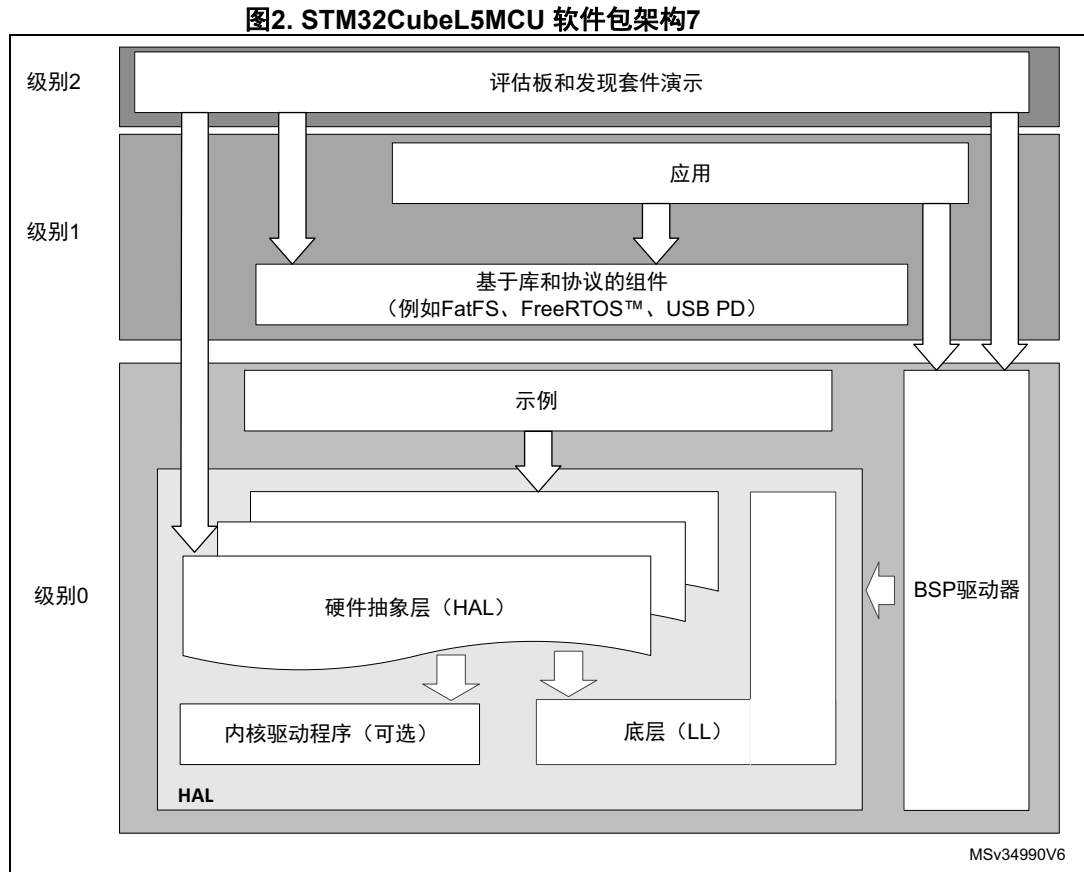 图2. STM32CubeL5MCU 软件包架构7
级别2
评估板和发现套件演示
应用
级别1
基于库和协议的组件
（例如FatFS、FreeRTOS™、USB PD）
示例
级别0
硬件抽象层（HAL）
BSP驱动器
内核驱动程序（可选）
底层（LL）
HAL
MSv34990V6